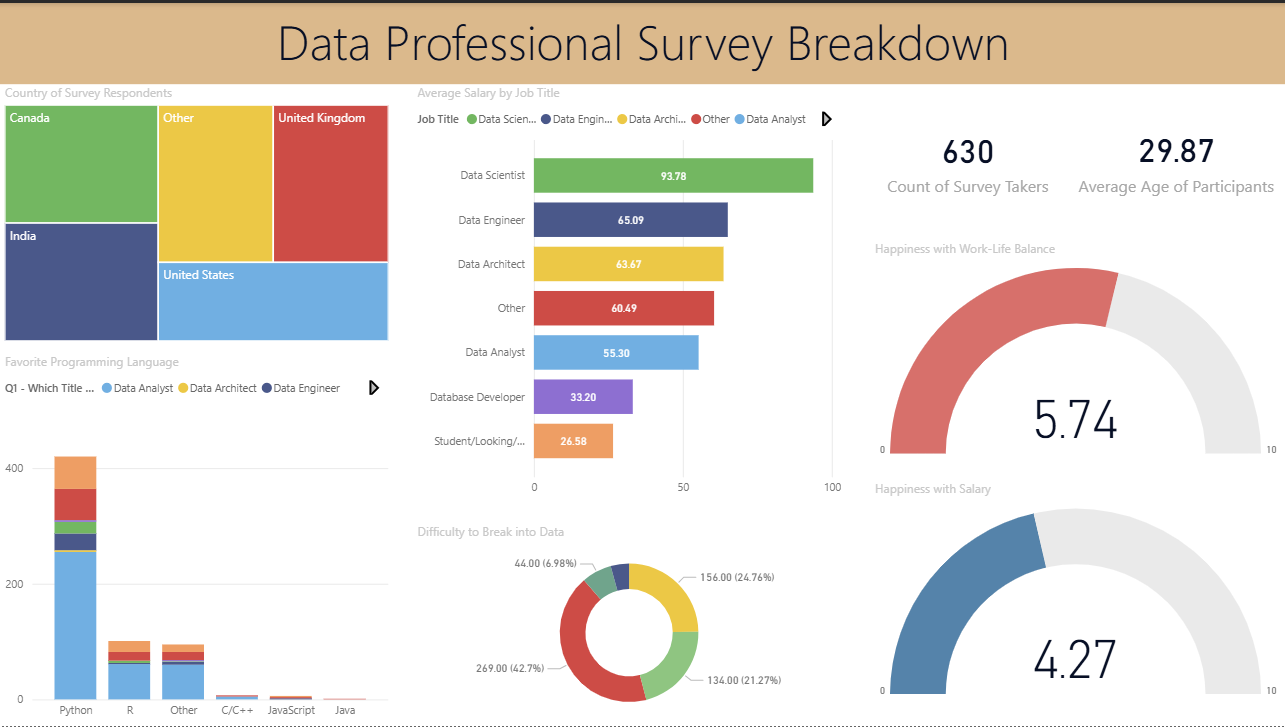 Data Professional Survey Breakdown
Country of Survey Respondents
Canada
Other
United Kingdom
India
United States
Favorite Programming Language
Q1 - Which Title ... Data Analyst Data Architect Data Engineer
400
200
0
Python R Other C/C++ JavaScript Java
Average Salary by Job Title
Job Title Data Scien... Data Engin... Data Archi... Other Data Analyst
Data Scientist 93.78
Data Engineer 65.09
Data Architect 63.67
Other 60.49
Data Analyst 55.30
Database Developer 33.20
Student/Looking/... 26.58
0 50 100
Difficulty to Break into Data
44.00 (6.98%)
156.00 (24.76%)
269.00 (42.7%)
134.00 (21.27%)
630
Count of Survey Takers
29.87
Average Age of Participants
Happiness with Work-Life Balance
5.74
0 10
Happiness with Salary
4.27
0 10